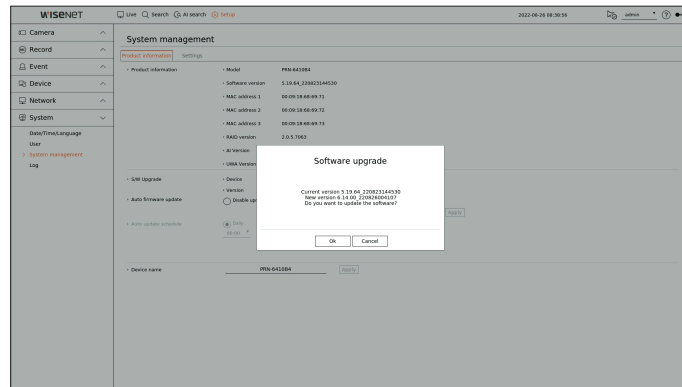 WISENET
Live Search AI search Setup
2022-08-26 08:38:56
admin
Camera
Record
Event
Device
Network
System
Date/Time/Language
User
System management
Log
System management
Product information Settings
Product information
Model PRN-6410B4
Software version 5.19.64_220823144530
MAC address 1 00:09:18:68:69:71
MAC address 2 00:09:18:68:69:72
MAC address 3 00:09:18:68:69:73
RAID version 2.0.5.7063
AI Version
UWA Version
S/W Upgrade
Device
Version
Auto firmware update
Disable
Apply
Auto update schedule
Daily
00:00
Device name PRN-6410B4 Apply
Software upgrade
Current version 5.19.64_220823144530
New version 6.14.00_220826004107
Do you want to update the software?
Ok Cancel